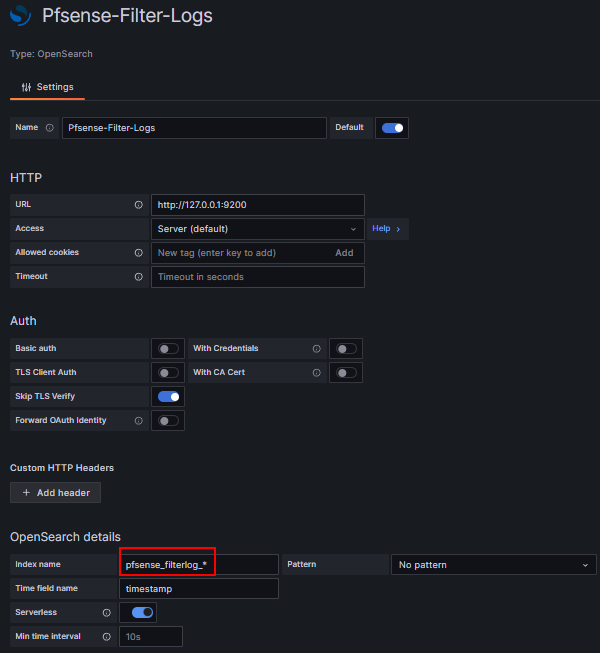 Pfsense-Filter-Logs
Type: OpenSearch
Settings
Name Pfsense-Filter-Logs Default
HTTP
URL http://127.0.0.1:9200
Access Server (default) Help >
Allowed cookies New tag (enter key to add) Add
Timeout Timeout in seconds
Auth
Basic auth With Credentials
TLS Client Auth With CA Cert
Skip TLS Verify
Forward OAuth Identity
Custom HTTP Headers
+ Add header
OpenSearch details
Index name pfsense_filterlog_* Pattern No pattern
Time field name timestamp
Serverless
Min time interval 10s